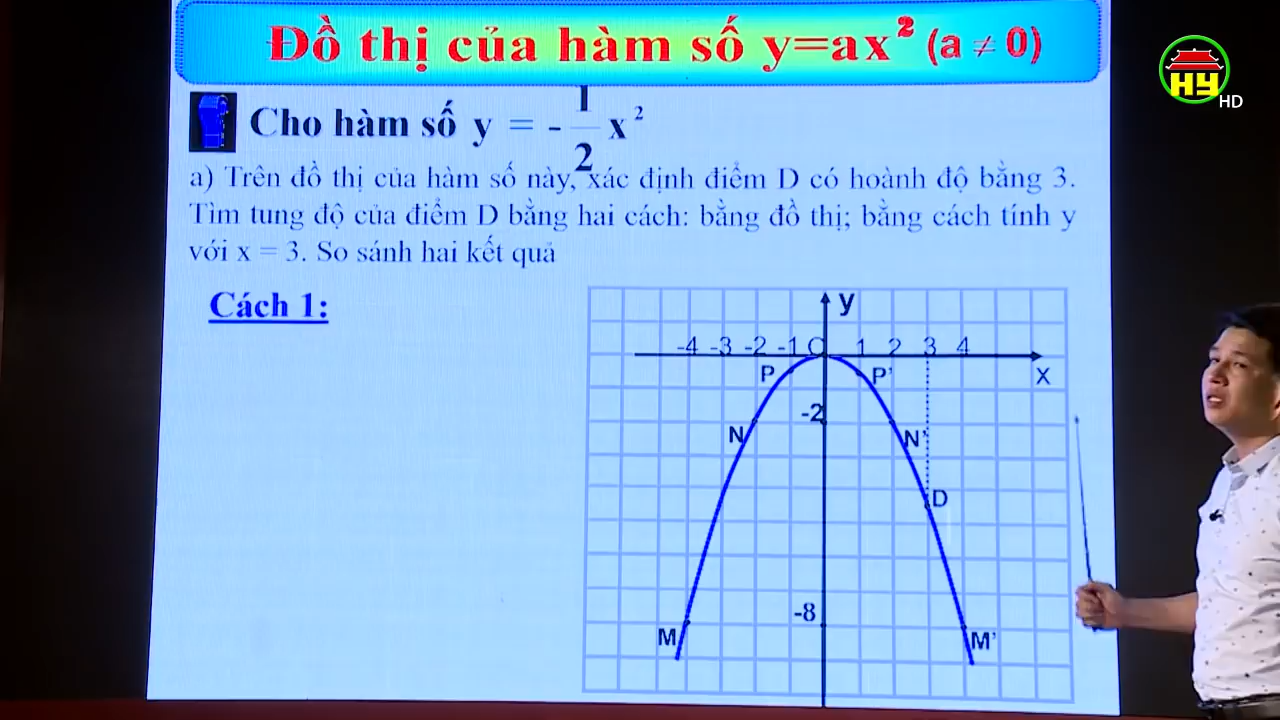 Đồ thị của hàm số y=ax² (a ≠ 0)
HY
HD
Cho hàm số y = -1/2 x²
a) Trên đồ thị của hàm số này, xác định điểm D có hoành độ bằng 3.
Tìm tung độ của điểm D bằng hai cách: bằng đồ thị; bằng cách tính y
với x = 3. So sánh hai kết quả
Cách 1:
y
-4 -3 -2 -1 O 1 2 3 4
P P' x
-2
N N'
D
-8
M M'